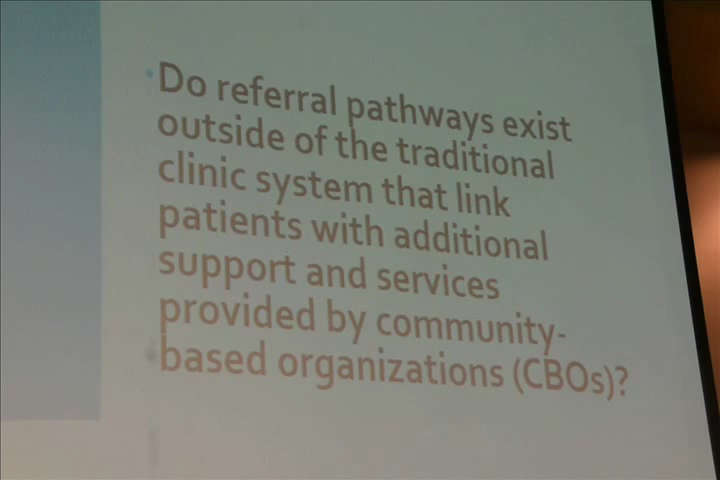 Do referral pathways exist
outside of the traditional
clinic system that link
patients with additional
support and services
provided by community-
based organizations (CBOs)?